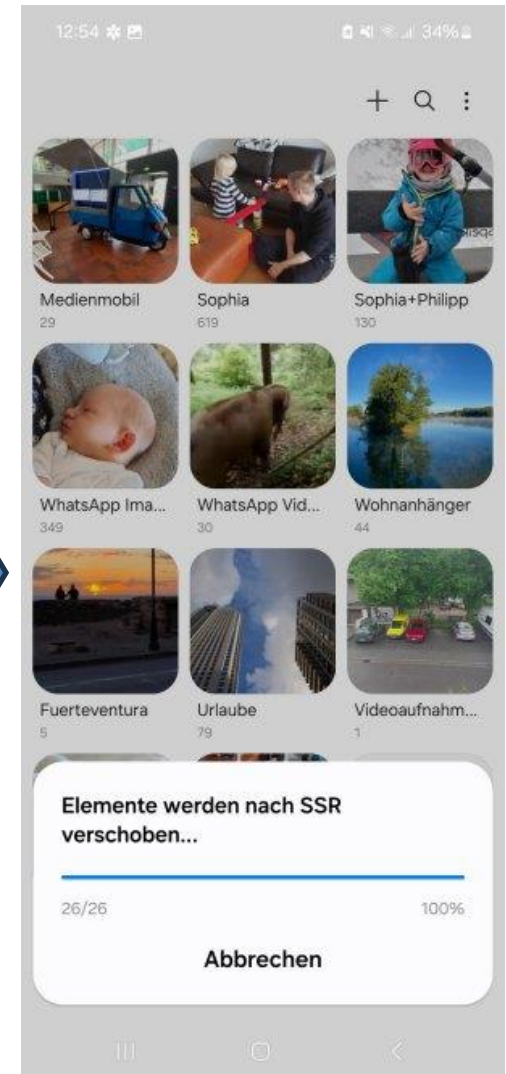 12:54
34%
Medienmobil
29
Sophia
619
Sophia+Philipp
130
WhatsApp Ima...
349
WhatsApp Vid...
30
Wohnanhänger
44
Fuerteventura
5
Urlaube
79
Videoaufnahm...
1
Elemente werden nach SSR
verschoben...
26/26
100%
Abbrechen